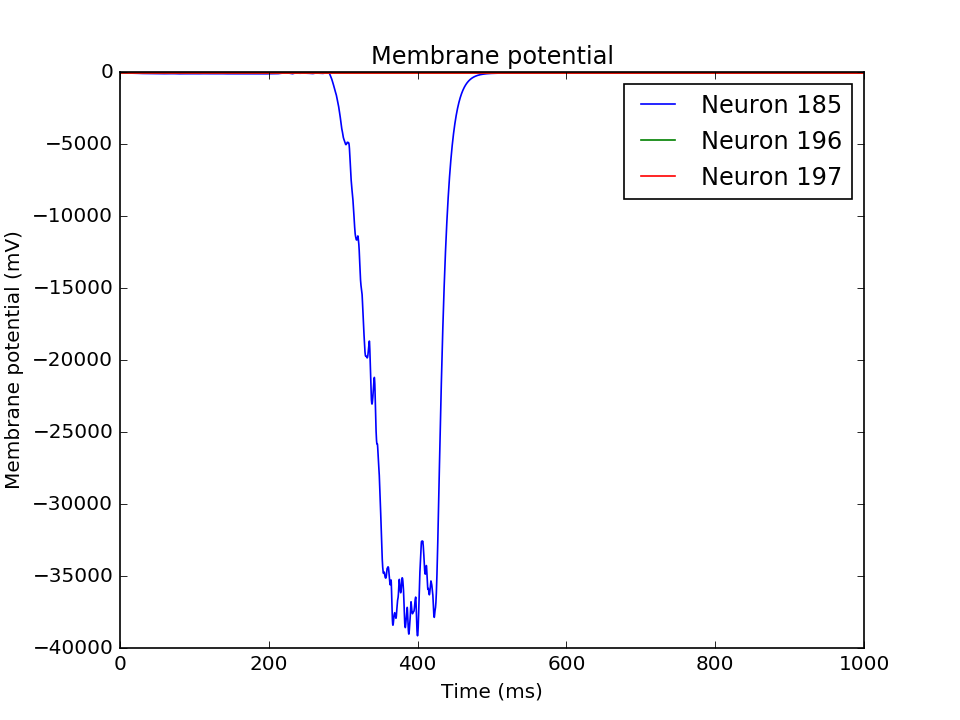 Membrane potential
0
−5000
−10000
−15000
−20000
−25000
−30000
−35000
−40000
Membrane potential (mV)
Neuron 185
Neuron 196
Neuron 197
0 200 400 600 800 1000
Time (ms)